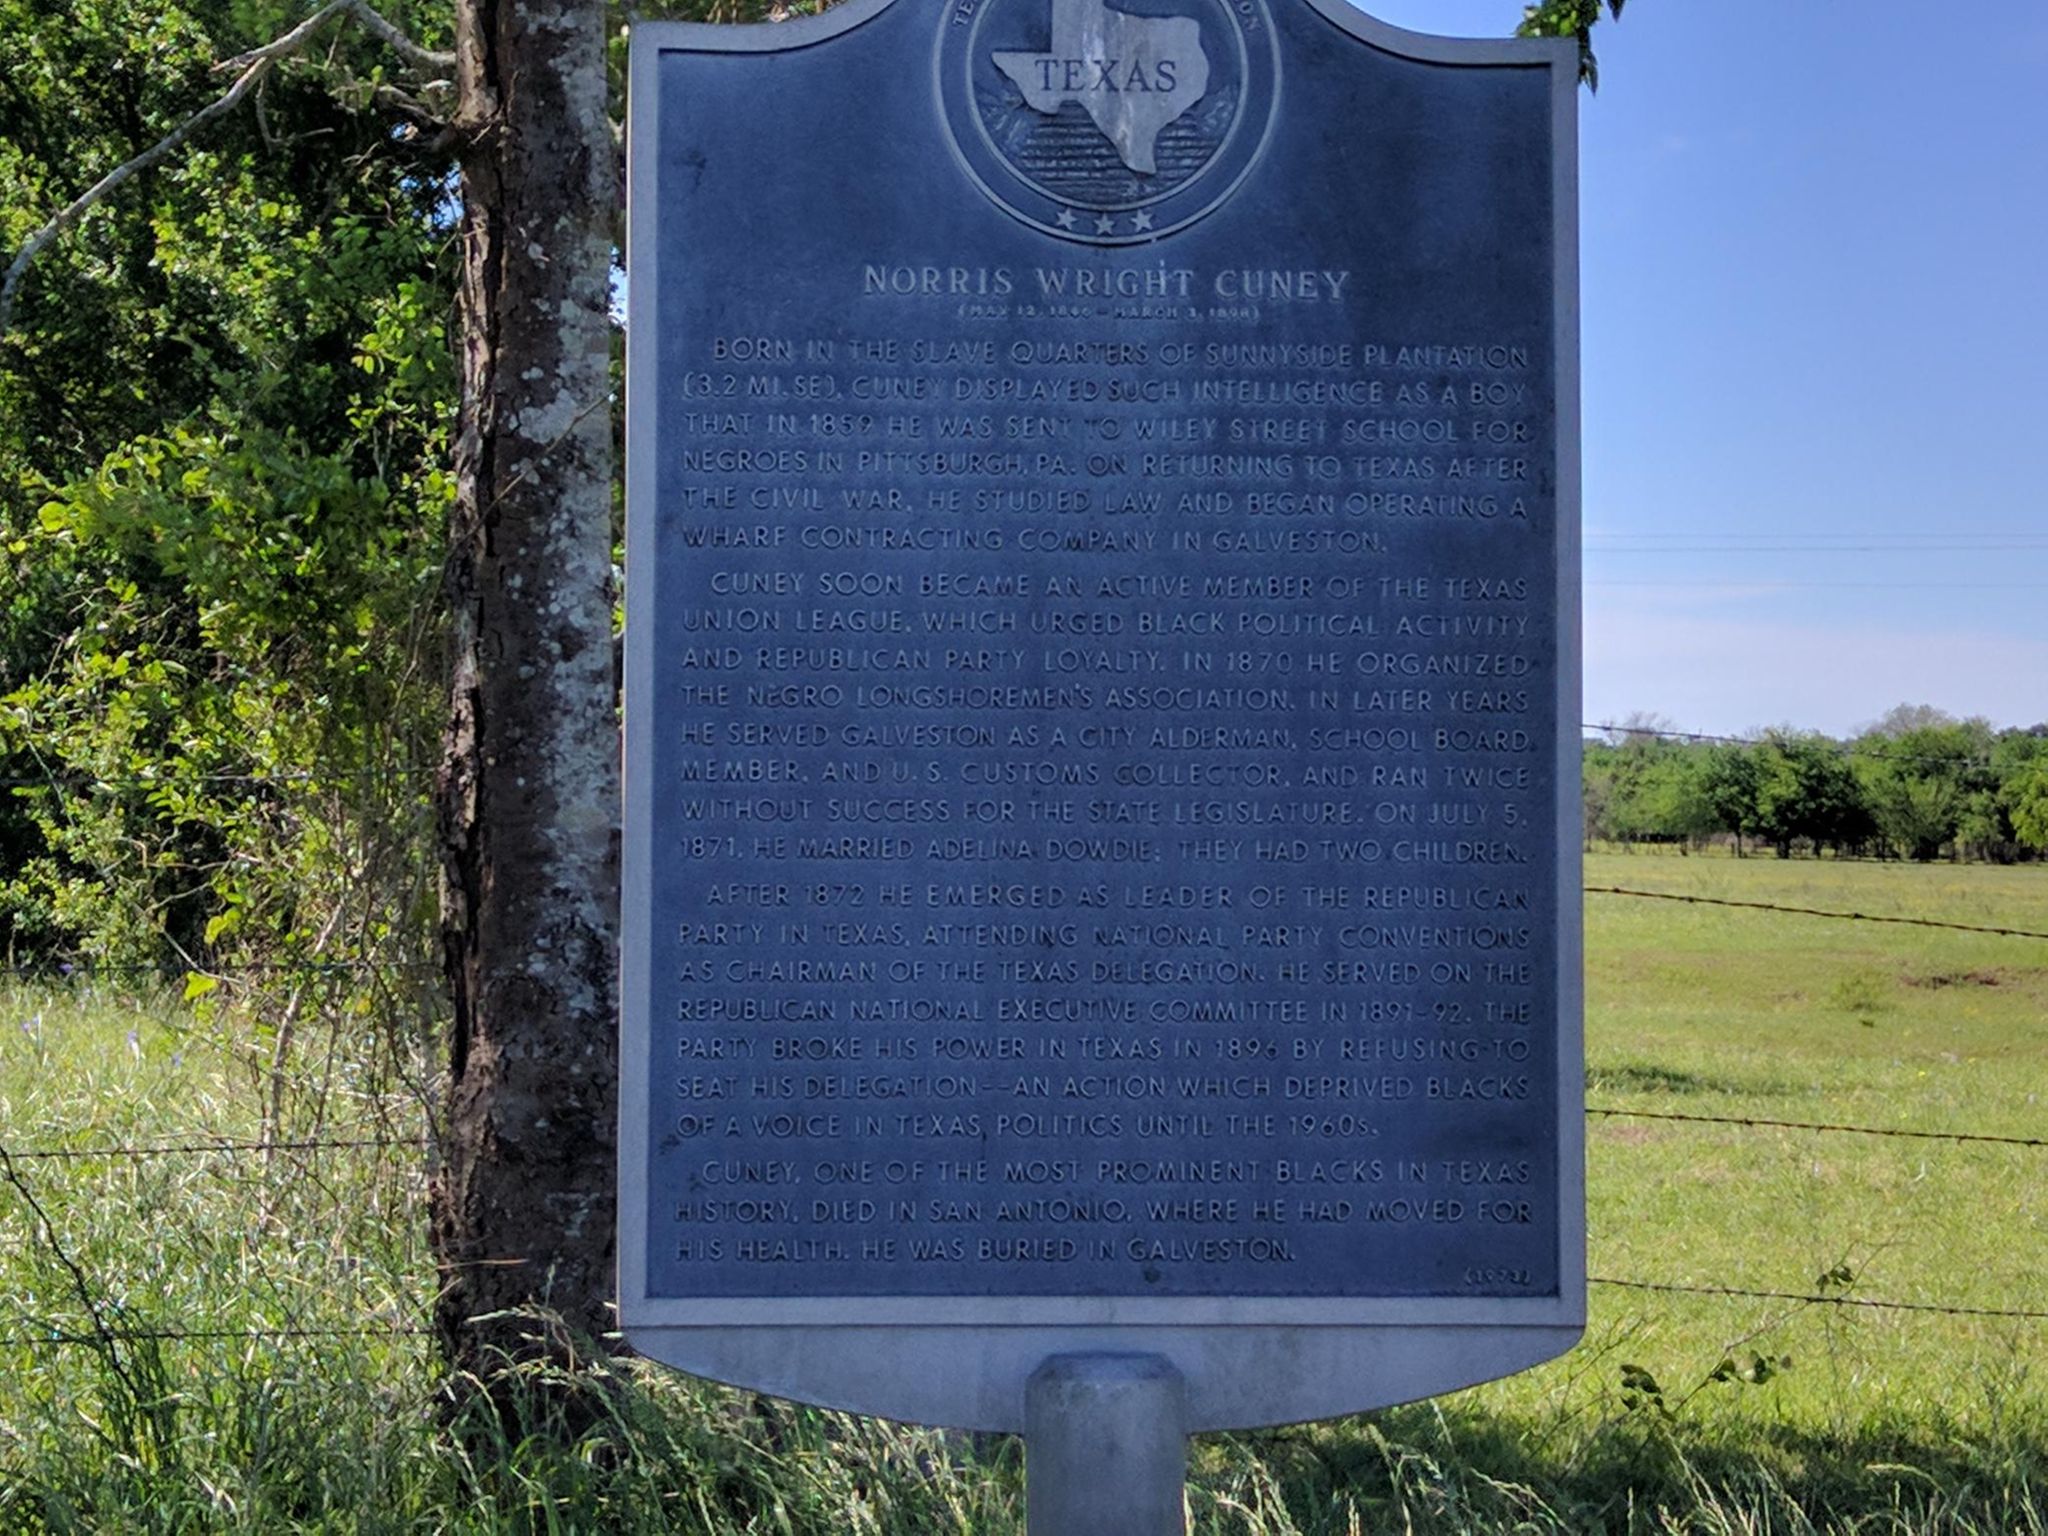 TEXAS
NORRIS WRIGHT CUNEY
(MAY 12, 1846 - MARCH 3, 1898)
BORN IN THE SLAVE QUARTERS OF SUNNYSIDE PLANTATION
(3.2 MI. SE), CUNEY DISPLAYED SUCH INTELLIGENCE AS A BOY
THAT IN 1859 HE WAS SENT TO WILEY STREET SCHOOL FOR
NEGROES IN PITTSBURGH, PA. ON RETURNING TO TEXAS AFTER
THE CIVIL WAR, HE STUDIED LAW AND BEGAN OPERATING A
WHARF CONTRACTING COMPANY IN GALVESTON.
CUNEY SOON BECAME AN ACTIVE MEMBER OF THE TEXAS
UNION LEAGUE, WHICH URGED BLACK POLITICAL ACTIVITY
AND REPUBLICAN PARTY LOYALTY. IN 1870 HE ORGANIZED
THE NEGRO LONGSHOREMEN'S ASSOCIATION. IN LATER YEARS
HE SERVED GALVESTON AS A CITY ALDERMAN, SCHOOL BOARD
MEMBER, AND U. S. CUSTOMS COLLECTOR, AND RAN TWICE
WITHOUT SUCCESS FOR THE STATE LEGISLATURE. ON JULY 5,
1871, HE MARRIED ADELINA DOWDIE; THEY HAD TWO CHILDREN.
AFTER 1872 HE EMERGED AS LEADER OF THE REPUBLICAN
PARTY IN TEXAS, ATTENDING NATIONAL PARTY CONVENTIONS
AS CHAIRMAN OF THE TEXAS DELEGATION. HE SERVED ON THE
REPUBLICAN NATIONAL EXECUTIVE COMMITTEE IN 1891-92. THE
PARTY BROKE HIS POWER IN TEXAS IN 1896 BY REFUSING TO
SEAT HIS DELEGATION--AN ACTION WHICH DEPRIVED BLACKS
OF A VOICE IN TEXAS POLITICS UNTIL THE 1960s.
CUNEY, ONE OF THE MOST PROMINENT BLACKS IN TEXAS
HISTORY, DIED IN SAN ANTONIO, WHERE HE HAD MOVED FOR
HIS HEALTH. HE WAS BURIED IN GALVESTON.
(1973)